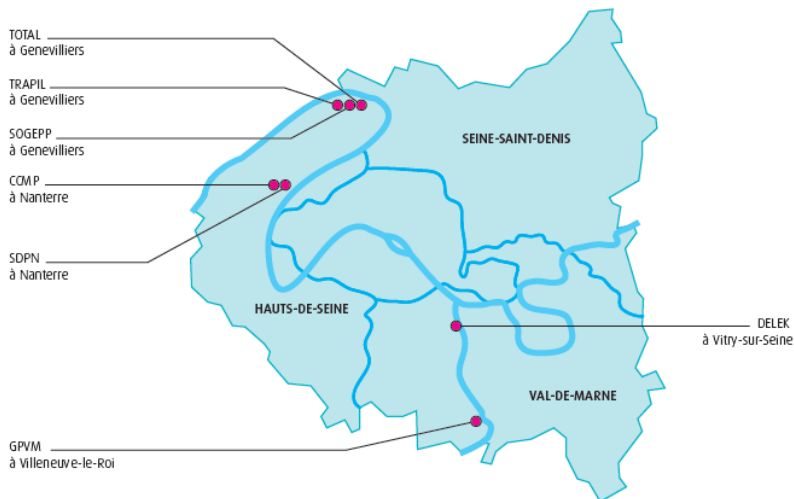 TOTAL
à Genevilliers
TRAPIL
à Genevilliers
SOGEPP
à Genevilliers
CCMP
à Nanterre
SDPN
à Nanterre
SEINE-SAINT-DENIS
HAUTS-DE-SEINE
DELEK
à Vitry-sur-Seine
VAL-DE-MARNE
GPVM
à Villeneuve-le-Roi